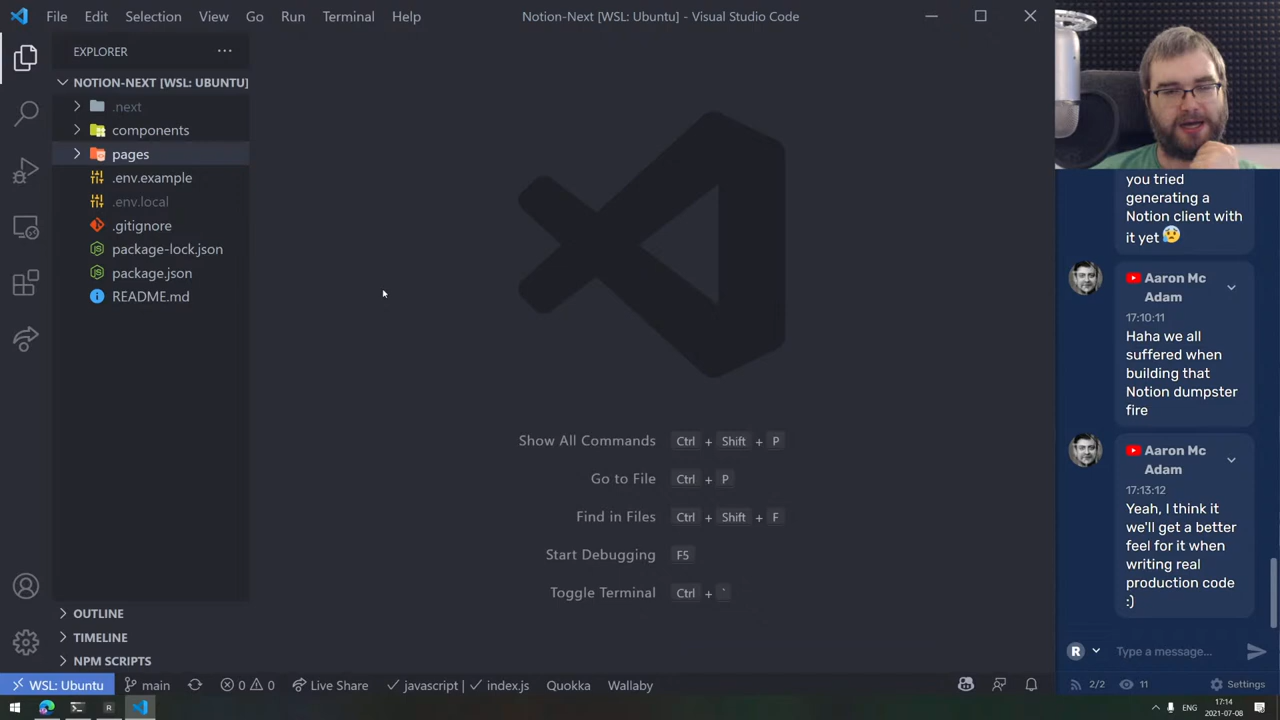 File Edit Selection View Go Run Terminal Help
Notion-Next [WSL: Ubuntu] - Visual Studio Code
EXPLORER
NOTION-NEXT [WSL: UBUNTU]
.next
components
pages
.env.example
.env.local
.gitignore
package-lock.json
package.json
README.md
OUTLINE
TIMELINE
NPM SCRIPTS
Show All Commands Ctrl + Shift + P
Go to File Ctrl + P
Find in Files Ctrl + Shift + F
Start Debugging F5
Toggle Terminal Ctrl + `
you tried
generating a
Notion client with
it yet 😰
Aaron Mc
Adam
17:10:11
Haha we all
suffered when
building that
Notion dumpster
fire
Aaron Mc
Adam
17:13:12
Yeah, I think it
we'll get a better
feel for it when
writing real
production code
:)
R Type a message...
2/2 11 Settings
WSL: Ubuntu main 0 0 Live Share javascript | index.js Quokka Wallaby
ENG
17:14
2021-07-08